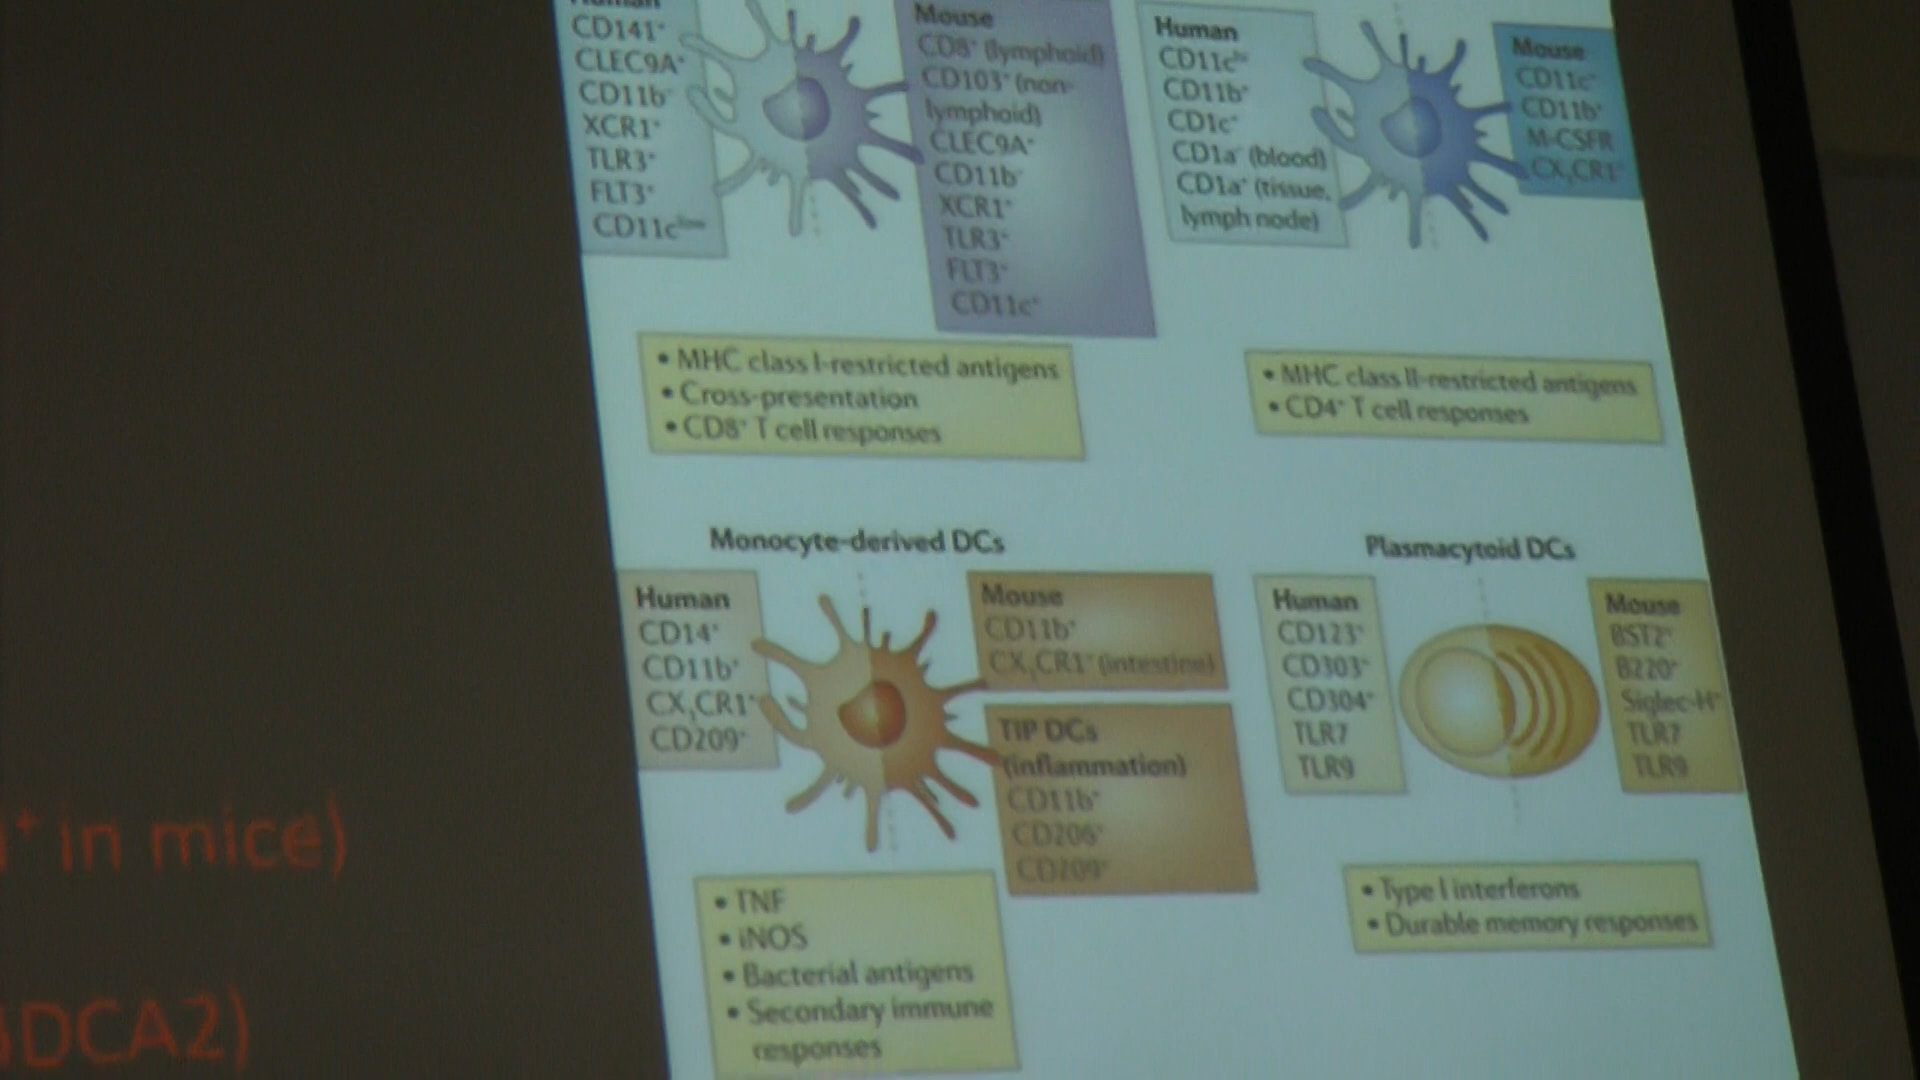 Human
CD141⁺
CLEC9A⁺
CD11b⁻
XCR1⁺
TLR3⁺
FLT3⁺
CD11cˡᵒʷ
Mouse
CD8⁺ (lymphoid)
CD103⁺ (non-
lymphoid)
CLEC9A⁺
CD11b⁻
XCR1⁺
TLR3⁺
FLT3⁺
CD11c⁺
Human
CD11cʰⁱ
CD11b⁺
CD1c⁺
CD1a⁻ (blood)
CD1a⁺ (tissue,
lymph node)
Mouse
CD11c⁺
CD11b⁺
M-CSFR
CX₃CR1⁻
• MHC class I-restricted antigens
• Cross-presentation
• CD8⁺ T cell responses
• MHC class II-restricted antigens
• CD4⁺ T cell responses
Monocyte-derived DCs
Human
CD14⁺
CD11b⁺
CX₃CR1⁺
CD209⁺
Mouse
CD11b⁺
CX₃CR1⁺ (intestine)
TIP DCs
(inflammation)
CD11b⁺
CD206⁺
CD209⁺
• TNF
• iNOS
• Bacterial antigens
• Secondary immune
responses
Plasmacytoid DCs
Human
CD123⁺
CD303⁺
CD304⁺
TLR7
TLR9
Mouse
BST2⁺
B220⁺
Siglec-H⁺
TLR7
TLR9
• Type I interferons
• Durable memory responses
⁺ in mice)
DCA2)